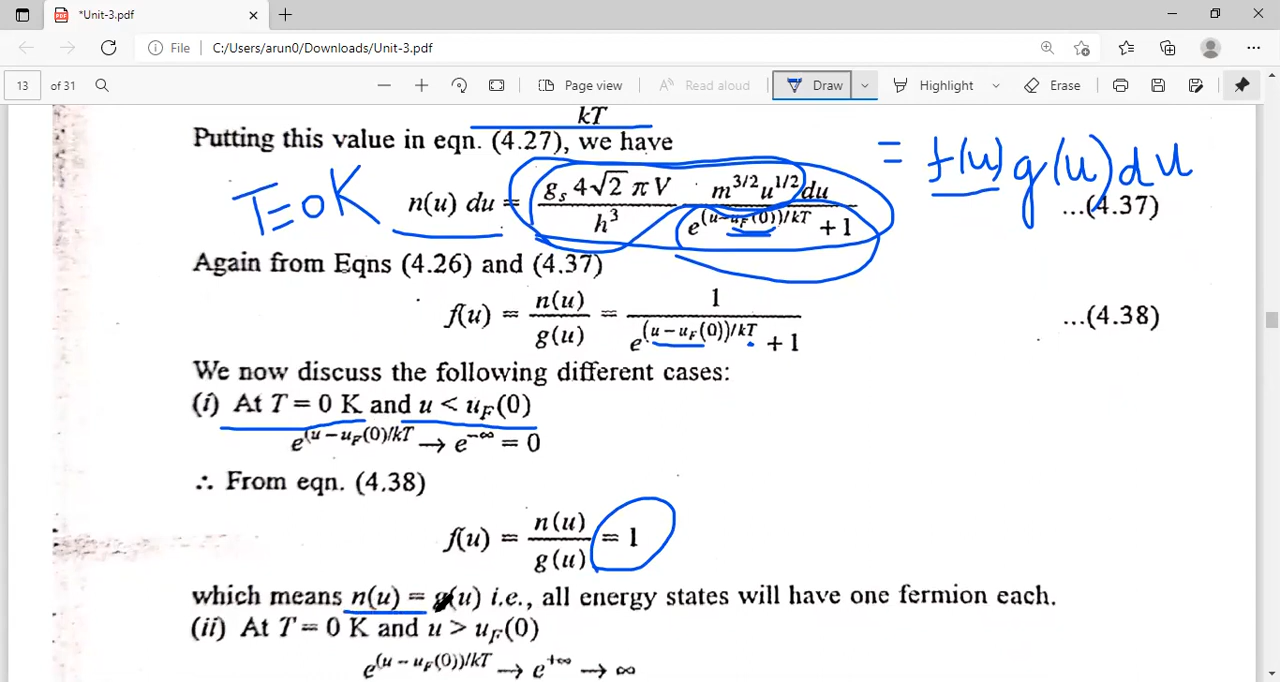 *Unit-3.pdf
File C:/Users/arun0/Downloads/Unit-3.pdf
13 of 31 Page view Read aloud Draw Highlight Erase
kT
Putting this value in eqn. (4.27), we have
= f(u) g(u) du
T=0K n(u) du = g_s 4√2 π V / h³ · m^{3/2} u^{1/2} du / e^{(u−u_F(0))/kT} + 1 ...(4.37)
Again from Eqns (4.26) and (4.37)
f(u) = n(u) / g(u) = 1 / e^{(u − u_F(0))/kT} + 1 ...(4.38)
We now discuss the following different cases:
(i) At T = 0 K and u < u_F(0)
e^{(u − u_F(0)/kT} → e^{−∞} = 0
∴ From eqn. (4.38)
f(u) = n(u) / g(u) = 1
which means n(u) = g(u) i.e., all energy states will have one fermion each.
(ii) At T = 0 K and u > u_F(0)
e^{(u − u_F(0))/kT} → e^{+∞} → ∞